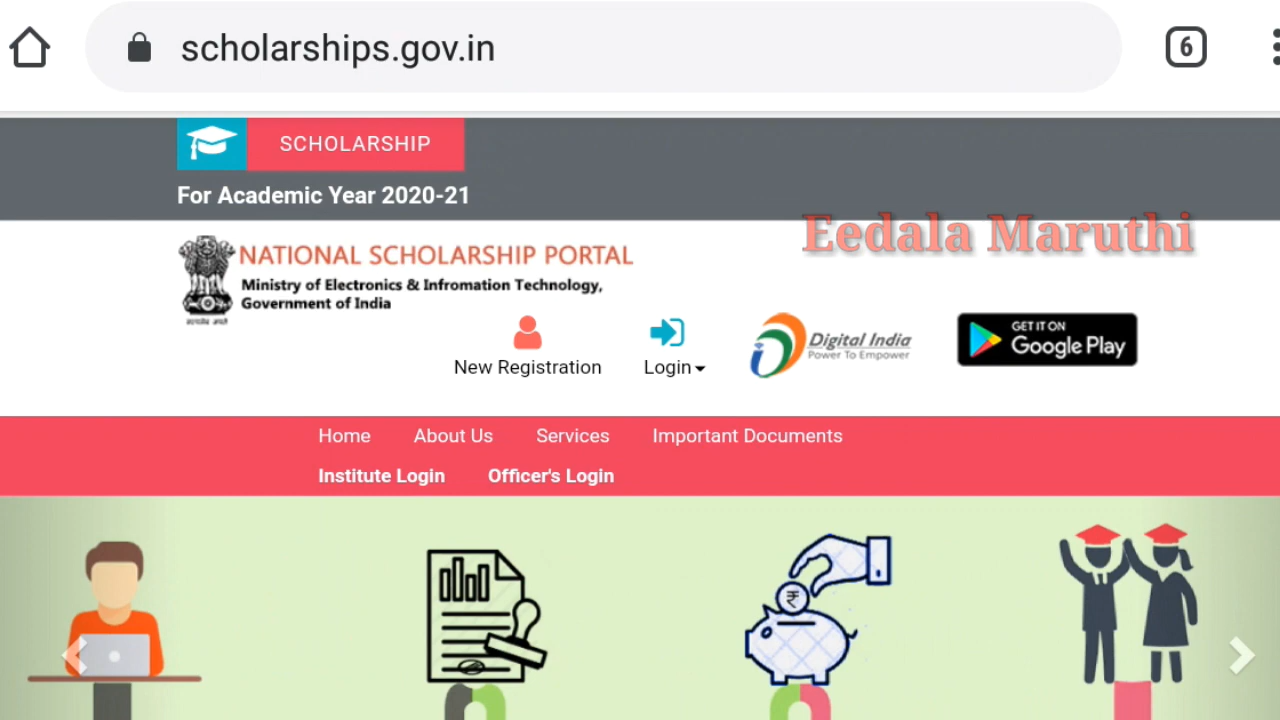 scholarships.gov.in
6
SCHOLARSHIP
For Academic Year 2020-21
Eedala Maruthi
NATIONAL SCHOLARSHIP PORTAL
Ministry of Electronics & Infromation Technology,
Government of India
New Registration
Login
Digital India
Power To Empower
GET IT ON
Google Play
Home About Us Services Important Documents
Institute Login Officer's Login
₹